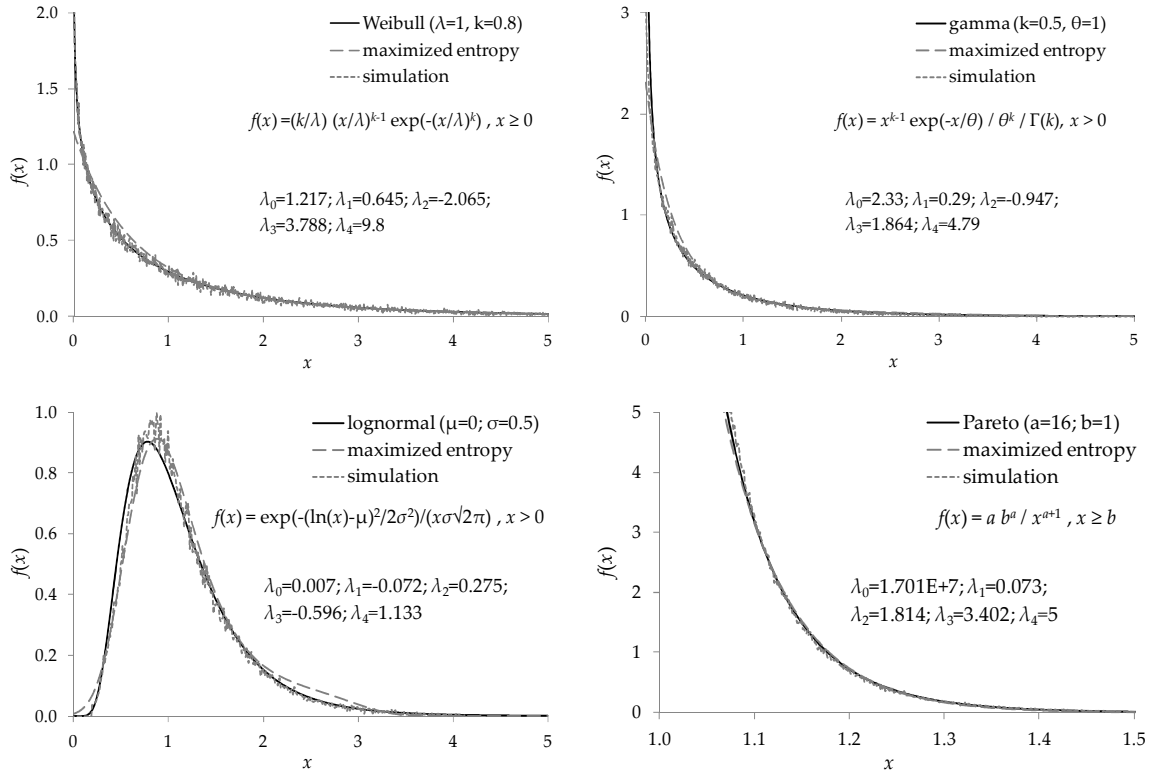 2.0
1.5
1.0
0.5
0.0
f(x)
0 1 2 3 4 5
x
Weibull (λ=1, k=0.8)
maximized entropy
simulation
f(x) =(k/λ) (x/λ)^{k-1} exp(-(x/λ)^k) , x ≥ 0
λ₀=1.217; λ₁=0.645; λ₂=-2.065;
λ₃=3.788; λ₄=9.8
3
2
1
0
f(x)
0 1 2 3 4 5
x
gamma (k=0.5, θ=1)
maximized entropy
simulation
f(x) = x^{k-1} exp(-x/θ) / θ^k / Γ(k), x > 0
λ₀=2.33; λ₁=0.29; λ₂=-0.947;
λ₃=1.864; λ₄=4.79
1.0
0.8
0.6
0.4
0.2
0.0
f(x)
0 1 2 3 4 5
x
lognormal (μ=0; σ=0.5)
maximized entropy
simulation
f(x) = exp(-(ln(x)-μ)²/2σ²)/(xσ√2π) , x > 0
λ₀=0.007; λ₁=-0.072; λ₂=0.275;
λ₃=-0.596; λ₄=1.133
5
4
3
2
1
0
f(x)
1.0 1.1 1.2 1.3 1.4 1.5
x
Pareto (a=16; b=1)
maximized entropy
simulation
f(x) = a b^a / x^{a+1} , x ≥ b
λ₀=1.701E+7; λ₁=0.073;
λ₂=1.814; λ₃=3.402; λ₄=5